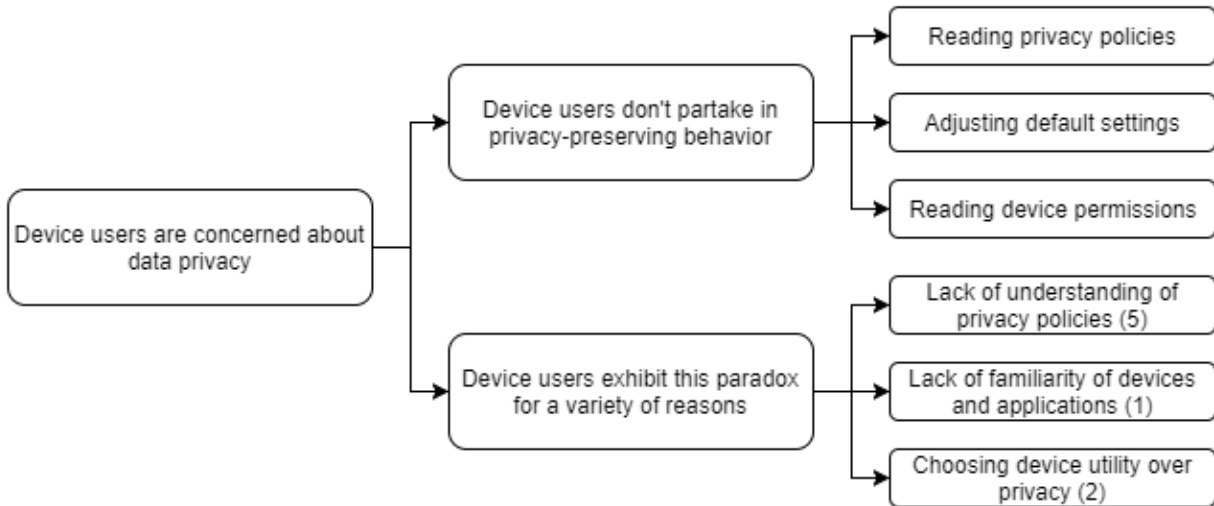 Device users are concerned about
data privacy
Device users don't partake in
privacy-preserving behavior
Reading privacy policies
Adjusting default settings
Reading device permissions
Device users exhibit this paradox
for a variety of reasons
Lack of understanding of
privacy policies (5)
Lack of familiarity of devices
and applications (1)
Choosing device utility over
privacy (2)